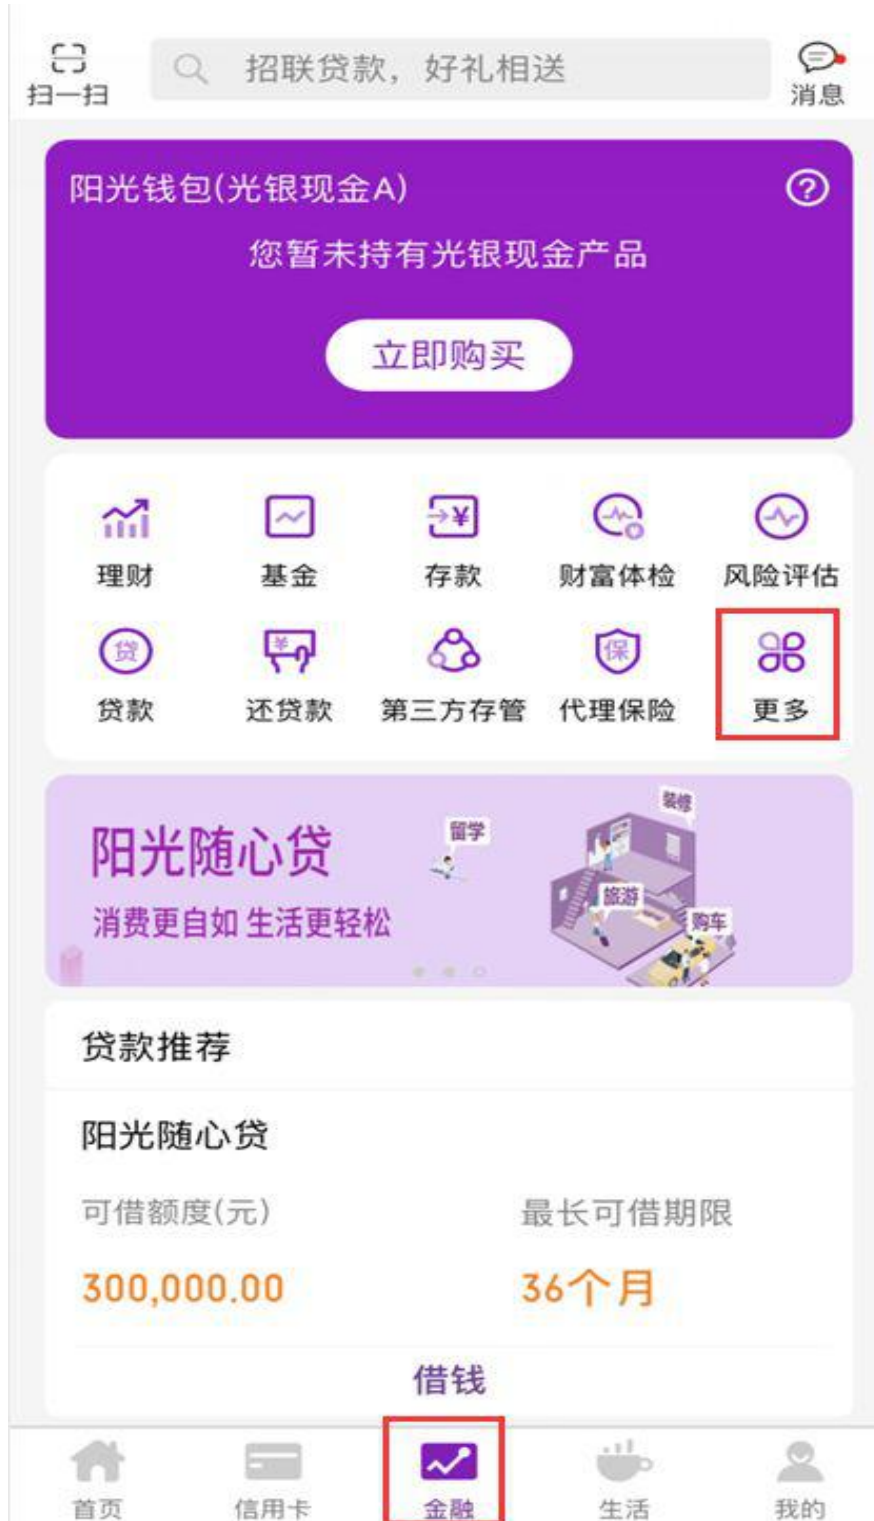 扫一扫
招联贷款，好礼相送
消息
阳光钱包(光银现金A)
您暂未持有光银现金产品
立即购买
理财 基金 存款 财富体检 风险评估
贷 ¥ 保
贷款 还贷款 第三方存管 代理保险 更多
阳光随心贷
消费更自如 生活更轻松
留学
装修
旅游
购车
贷款推荐
阳光随心贷
可借额度(元) 最长可借期限
300,000.00 36个月
借钱
首页 信用卡 金融 生活 我的